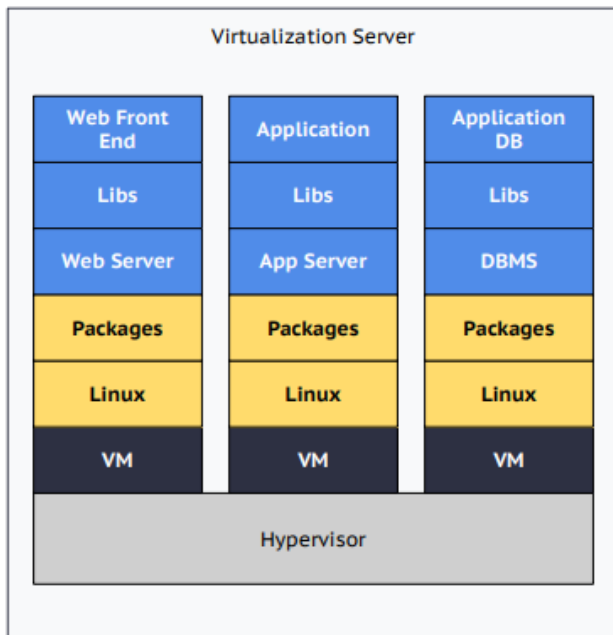 Virtualization Server
Web Front
End
Application
Application
DB
Libs
Libs
Libs
Web Server
App Server
DBMS
Packages
Packages
Packages
Linux
Linux
Linux
VM
VM
VM
Hypervisor